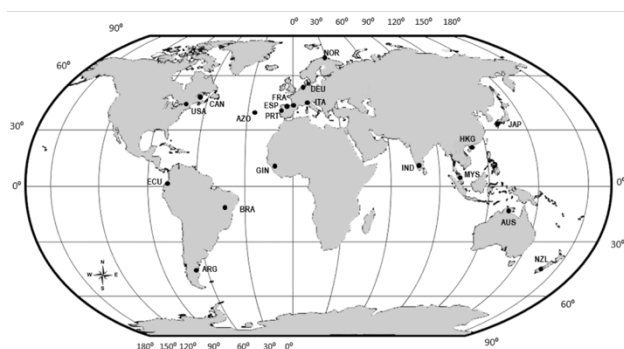 0° 30° 60° 90° 120° 150° 180°
90°
60°
30°
0°
NOR
DEU
FRA
ITA
ESP
PRT
AZO
CAN
USA
JAP
HKG
GIN
IND
MYS
ECU
BRA
AUS
ARG
NZL
N
W E
S
0°
30°
60°
90°
180° 150° 120° 90° 60° 30° 0°